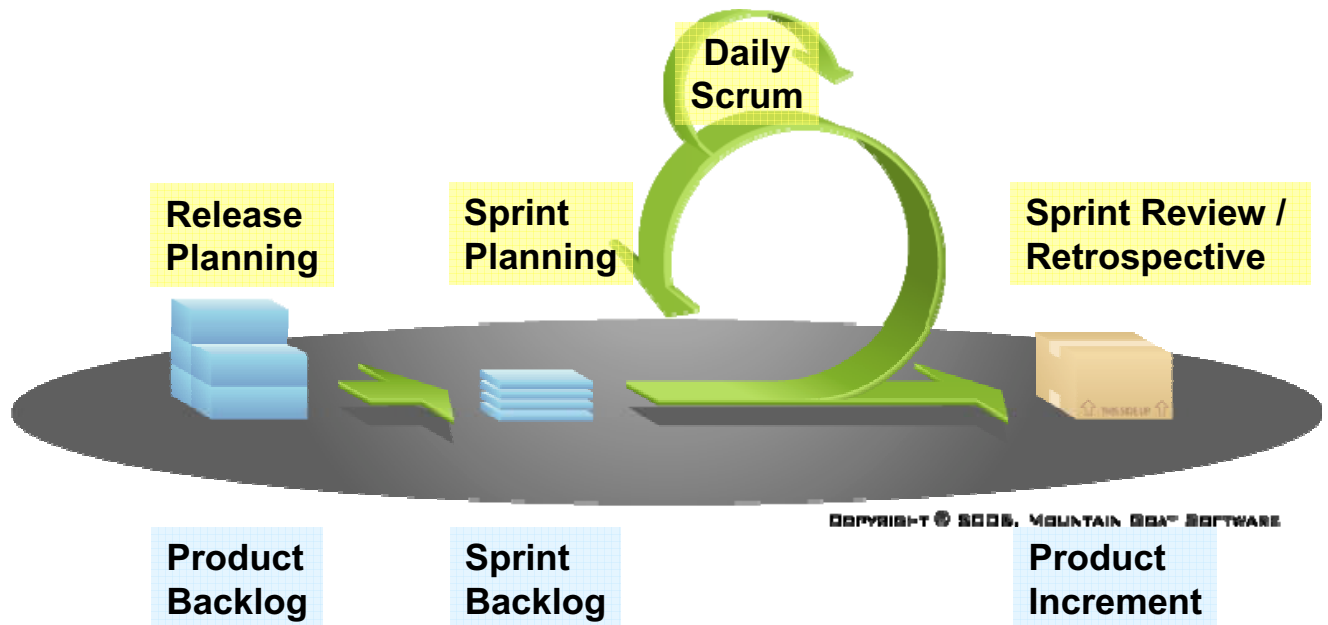 Daily
Scrum
Release
Planning
Sprint
Planning
Sprint Review /
Retrospective
COPYRIGHT © 2005, MOUNTAIN GOAT SOFTWARE
Product
Backlog
Sprint
Backlog
Product
Increment